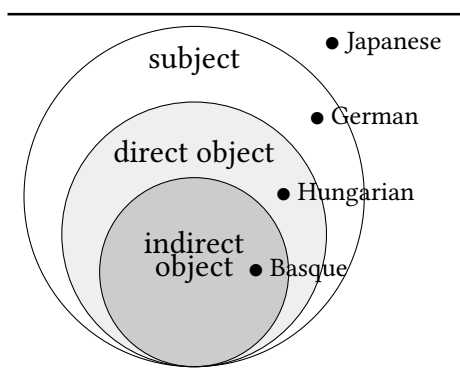 Japanese
subject
German
direct object
Hungarian
indirect
object
Basque